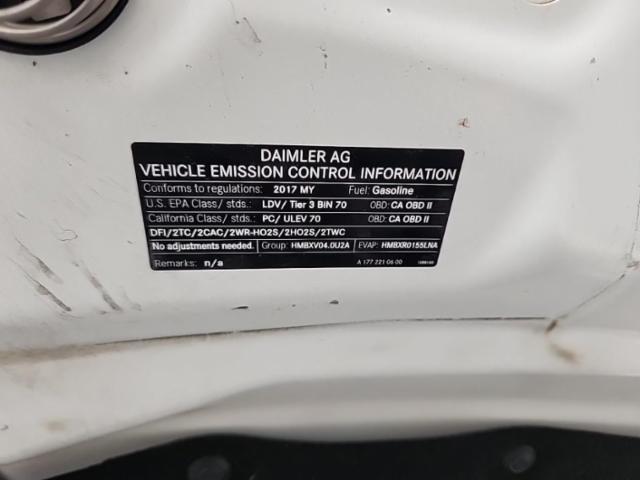 DAIMLER AG
VEHICLE EMISSION CONTROL INFORMATION
Conforms to regulations: 2017 MY Fuel: Gasoline
U.S. EPA Class/ stds.: LDV/ Tier 3 BIN 70 OBD: CA OBD II
California Class/ stds.: PC/ ULEV 70 OBD: CA OBD II
DFI/2TC/2CAC/2WR-HO2S/2HO2S/2TWC
No adjustments needed. Group: HMBXV04.0U2A EVAP: HMBXR0155LNA
Remarks: n/a A 177 221 06 00